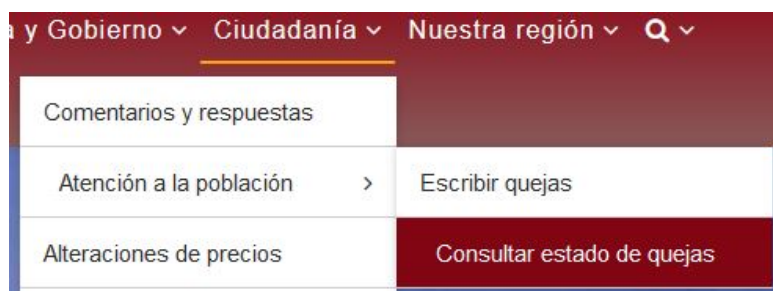 y Gobierno Ciudadanía Nuestra región
Comentarios y respuestas
Atención a la población
Escribir quejas
Alteraciones de precios
Consultar estado de quejas